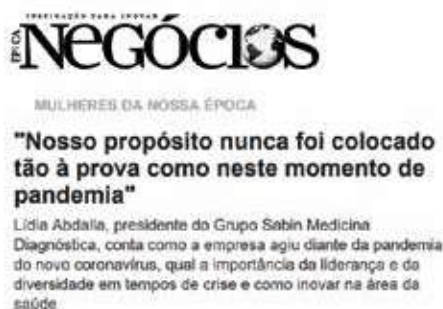 INSPIRAÇÃO PARA INOVAR
ÉPOCA
NEGÓCIOS
MULHERES DA NOSSA ÉPOCA
"Nosso propósito nunca foi colocado
tão à prova como neste momento de
pandemia"
Lídia Abdalla, presidente do Grupo Sabin Medicina
Diagnóstica, conta como a empresa agiu diante da pandemia
do novo coronavírus, qual a importância da liderança e da
diversidade em tempos de crise e como inovar na área da
saúde